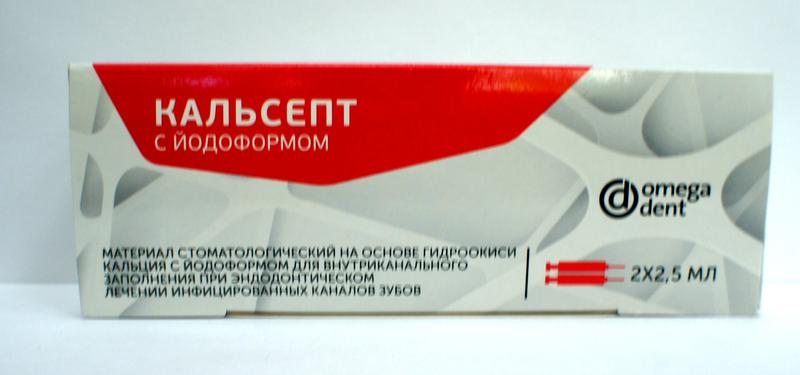 КАЛЬСЕПТ
С ЙОДОФОРМОМ
omega
dent
МАТЕРИАЛ СТОМАТОЛОГИЧЕСКИЙ НА ОСНОВЕ ГИДРООКИСИ
КАЛЬЦИЯ С ЙОДОФОРМОМ ДЛЯ ВНУТРИКАНАЛЬНОГО
ЗАПОЛНЕНИЯ ПРИ ЭНДОДОНТИЧЕСКОМ
ЛЕЧЕНИИ ИНФИЦИРОВАННЫХ КАНАЛОВ ЗУБОВ
2X2,5 МЛ